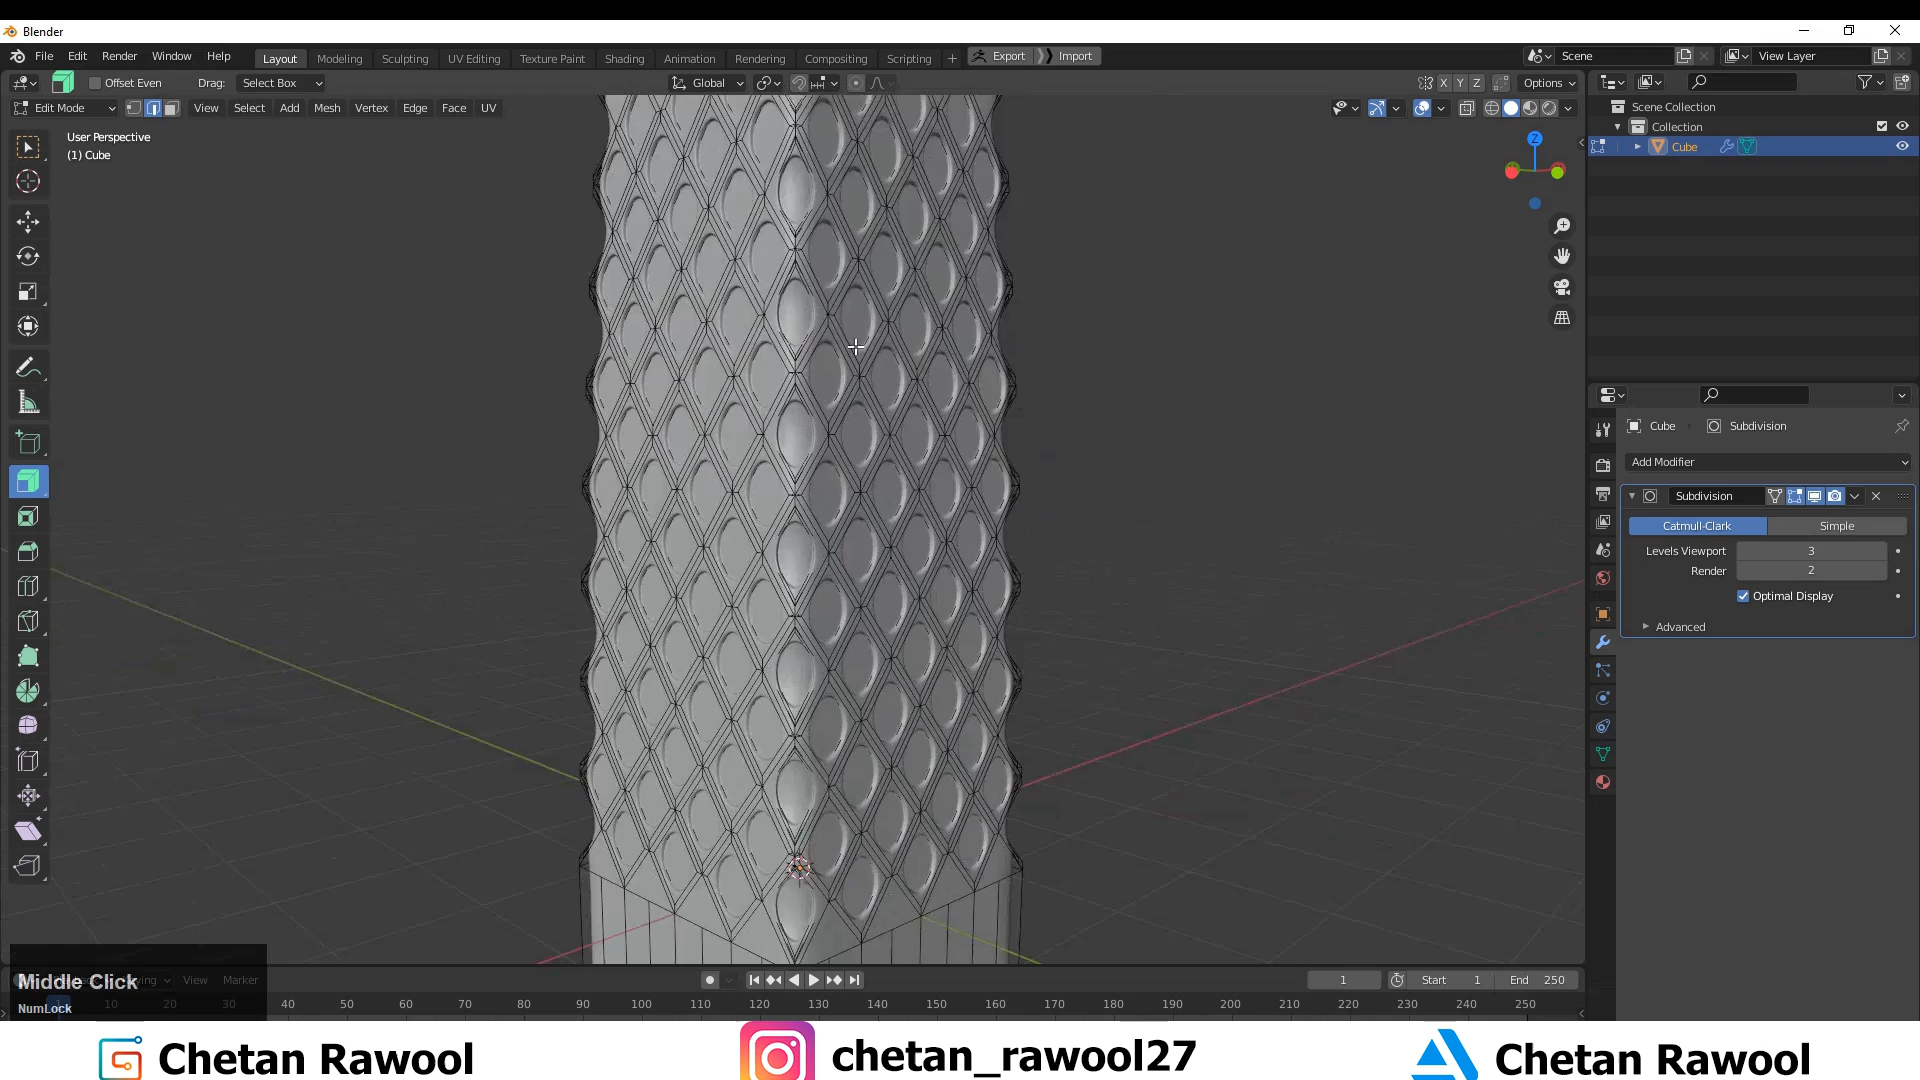 Blender
File Edit Render Window Help Layout Modeling Sculpting UV Editing Texture Paint Shading Animation Rendering Compositing Scripting + Export Import Scene View Layer
Offset Even Drag: Select Box Global X Y Z Options
Edit Mode View Select Add Mesh Vertex Edge Face UV
User Perspective
(1) Cube
Z
Scene Collection
Collection
Cube
Cube Subdivision
Add Modifier
Subdivision
Catmull-Clark Simple
Levels Viewport 3
Render 2
Optimal Display
Advanced
Middle Click
NumLock
View Marker
1 Start 1 End 250
10 20 30 40 50 60 70 80 90 100 110 120 130 140 150 160 170 180 190 200 210 220 230 240 250
Chetan Rawool chetan_rawool27 Chetan Rawool